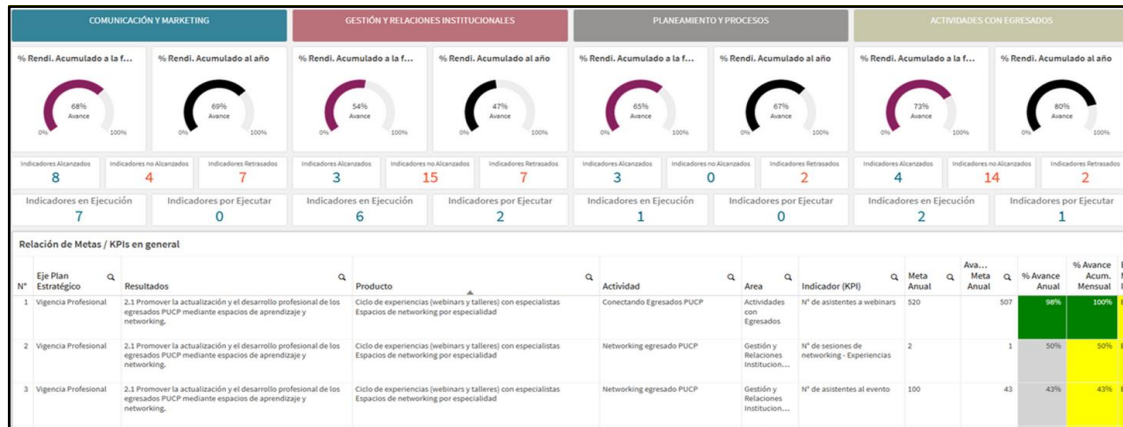 COMUNICACIÓN Y MARKETING
GESTIÓN Y RELACIONES INSTITUCIONALES
PLANEAMIENTO Y PROCESOS
ACTIVIDADES CON EGRESADOS
% Rendi. Acumulado a la f...
% Rendi. Acumulado al año
% Rendi. Acumulado a la f...
% Rendi. Acumulado al año
% Rendi. Acumulado a la f...
% Rendi. Acumulado al año
% Rendi. Acumulado a la f...
% Rendi. Acumulado al año
68%
Avance
0%
100%
69%
Avance
0%
100%
54%
Avance
0%
100%
47%
Avance
0%
100%
65%
Avance
0%
100%
67%
Avance
0%
100%
73%
Avance
0%
100%
80%
Avance
0%
100%
Indicadores Alcanzados
8
Indicadores no Alcanzados
4
Indicadores Retrasados
7
Indicadores Alcanzados
3
Indicadores no Alcanzados
15
Indicadores Retrasados
7
Indicadores Alcanzados
3
Indicadores no Alcanzados
0
Indicadores Retrasados
2
Indicadores Alcanzados
4
Indicadores no Alcanzados
14
Indicadores Retrasados
2
Indicadores en Ejecución
7
Indicadores por Ejecutar
0
Indicadores en Ejecución
6
Indicadores por Ejecutar
2
Indicadores en Ejecución
1
Indicadores por Ejecutar
0
Indicadores en Ejecución
2
Indicadores por Ejecutar
1
Relación de Metas / KPIs en general
N°
Eje Plan
Estratégico
Resultados
Producto
Actividad
Area
Indicador (KPI)
Meta
Anual
Ava...
Meta
Anual
% Avance
Anual
% Avance
Acum.
Mensual
1
Vigencia Profesional
2.1 Promover la actualización y el desarrollo profesional de los
egresados PUCP mediante espacios de aprendizaje y
networking.
Ciclo de experiencias (webinars y talleres) con especialistas
Espacios de networking por especialidad
Conectando Egresados PUCP
Actividades
con
Egresados
N° de asistentes a webinars
520
507
98%
100%
2
Vigencia Profesional
2.1 Promover la actualización y el desarrollo profesional de los
egresados PUCP mediante espacios de aprendizaje y
networking.
Ciclo de experiencias (webinars y talleres) con especialistas
Espacios de networking por especialidad
Networking egresado PUCP
Gestión y
Relaciones
Institucion...
N° de sesiones de
networking - Experiencias
2
1
50%
50%
3
Vigencia Profesional
2.1 Promover la actualización y el desarrollo profesional de los
egresados PUCP mediante espacios de aprendizaje y
networking.
Ciclo de experiencias (webinars y talleres) con especialistas
Espacios de networking por especialidad
Networking egresado PUCP
Gestión y
Relaciones
Institucion...
N° de asistentes al evento
100
43
43%
43%